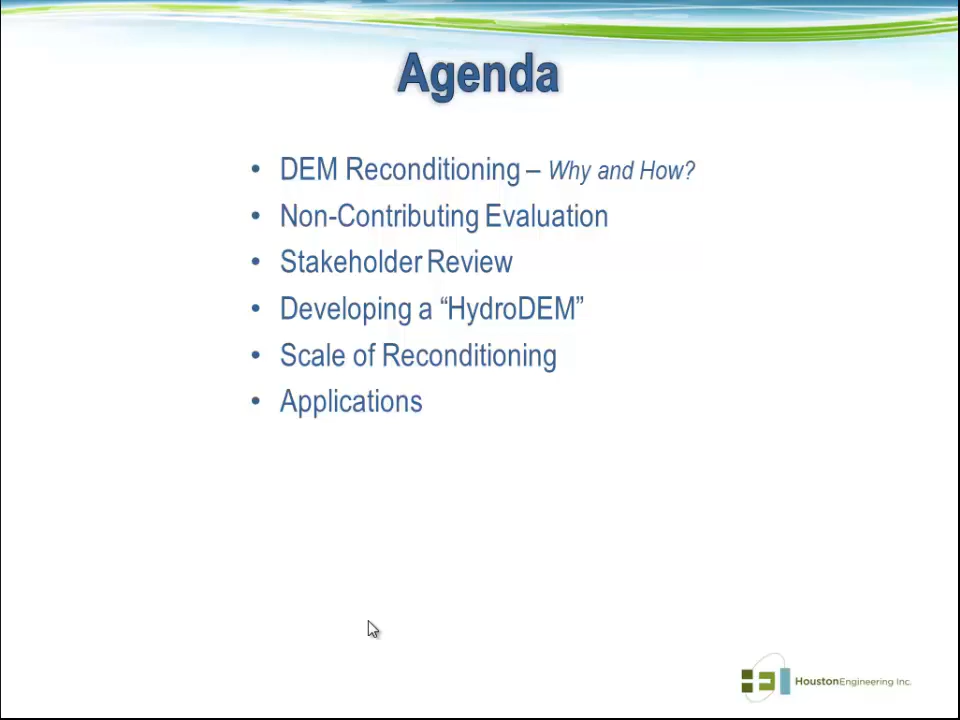 Agenda
• DEM Reconditioning – Why and How?
• Non-Contributing Evaluation
• Stakeholder Review
• Developing a “HydroDEM”
• Scale of Reconditioning
• Applications
HoustonEngineering Inc.